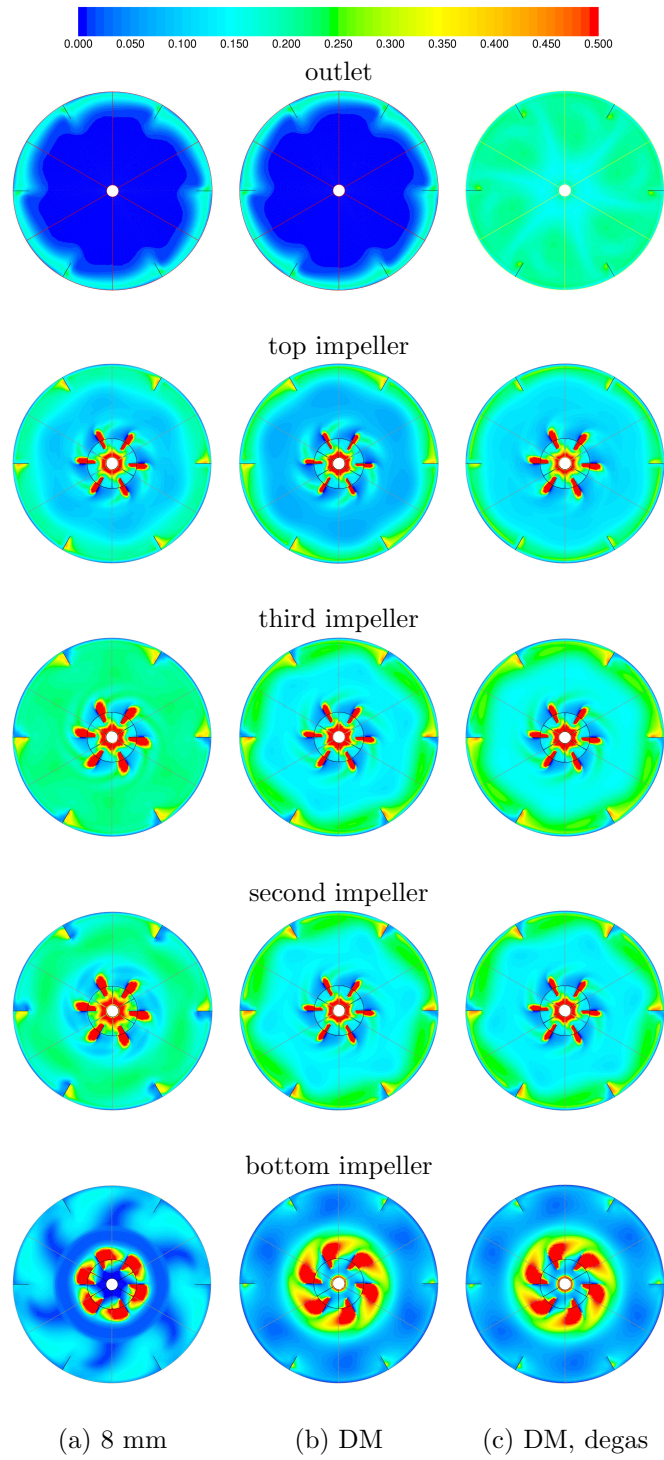 0.000 0.050 0.100 0.150 0.200 0.250 0.300 0.350 0.400 0.450 0.500
outlet
top impeller
third impeller
second impeller
bottom impeller
(a) 8 mm (b) DM (c) DM, degas